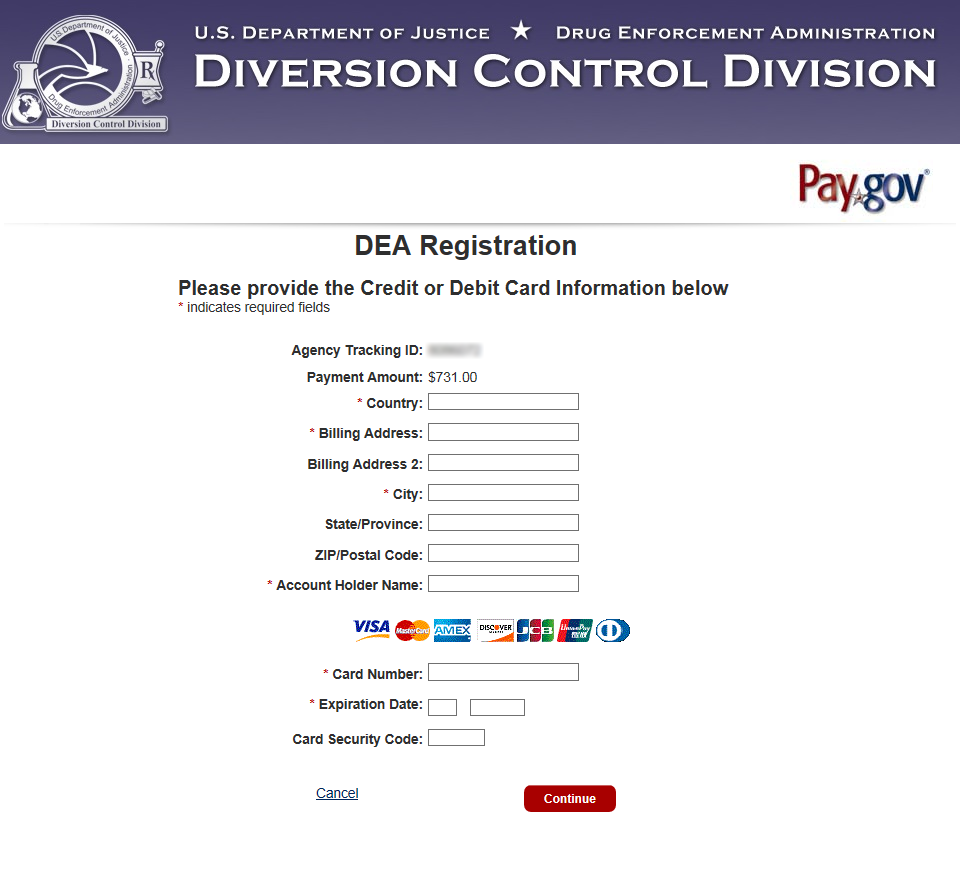 U.S. Department of Justice ★ Drug Enforcement Administration
Diversion Control Division
U.S. Department of Justice
Drug Enforcement Administration
R
Diversion Control Division
Pay.gov®
DEA Registration
Please provide the Credit or Debit Card Information below
* indicates required fields
Agency Tracking ID:
Payment Amount: $731.00
* Country:
* Billing Address:
Billing Address 2:
* City:
State/Province:
ZIP/Postal Code:
* Account Holder Name:
VISA MasterCard AMEX DISCOVER JCB UnionPay
* Card Number:
* Expiration Date:
Card Security Code:
Cancel Continue